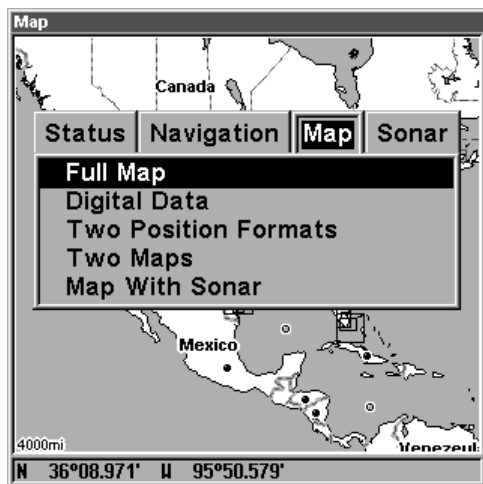 Map
Canada
Status Navigation Map Sonar
Full Map
Digital Data
Two Position Formats
Two Maps
Map With Sonar
Mexico
4000mi
Venezuel
N 36°08.971' W 95°50.579'